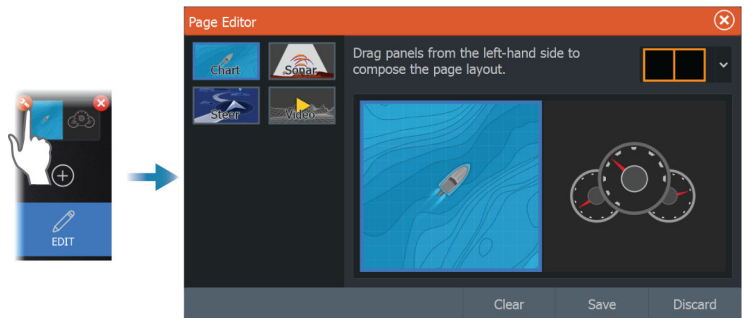 EDIT
Page Editor
Chart
Sonar
Steer
Video
Drag panels from the left-hand side to
compose the page layout.
Clear
Save
Discard